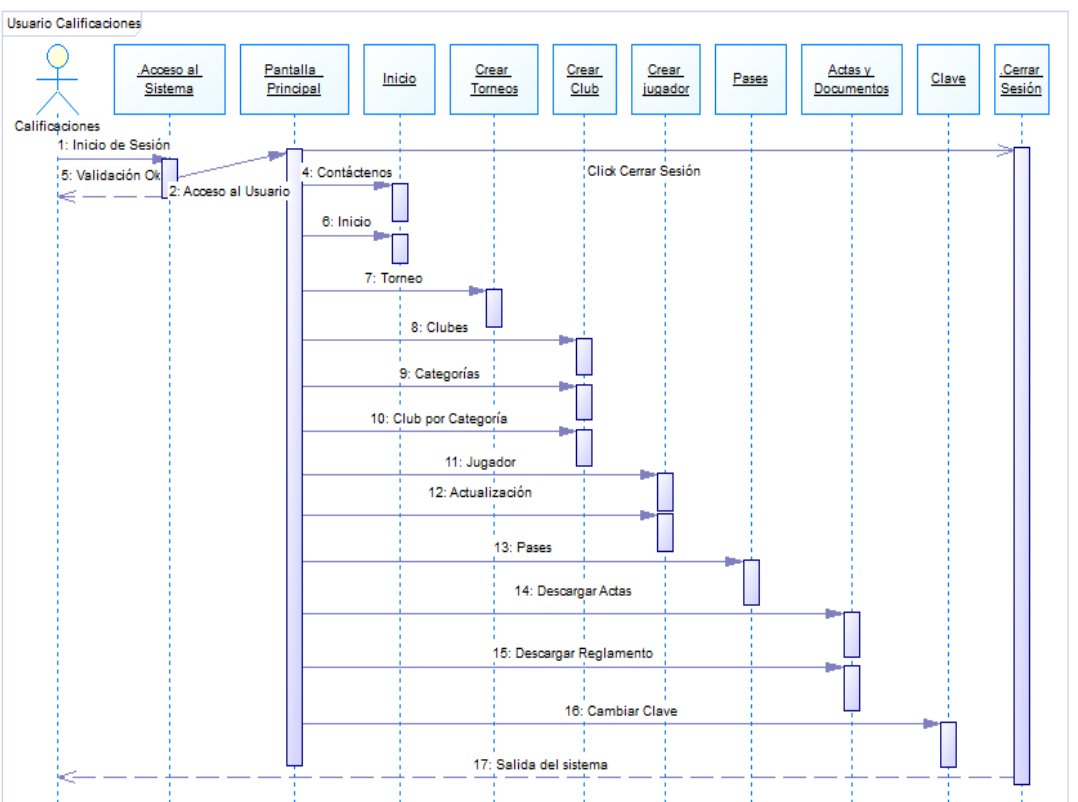 Usuario Calificaciones
.Acceso al
Sistema
Pantalla
Principal
Inicio
Crear
Torneos
Crear
Club
Crear
jugador
Pases
Actas y
Documentos
Clave
.Cerrar
Sesión
Calificaciones
1: Inicio de Sesión
5: Validación Ok
2: Acceso al Usuario
4: Contáctenos
Click Cerrar Sesión
6: Inicio
7: Torneo
8: Clubes
9: Categorías
10: Club por Categoría
11: Jugador
12: Actualización
13: Pases
14: Descargar Actas
15: Descargar Reglamento
16: Cambiar Clave
17: Salida del sistema